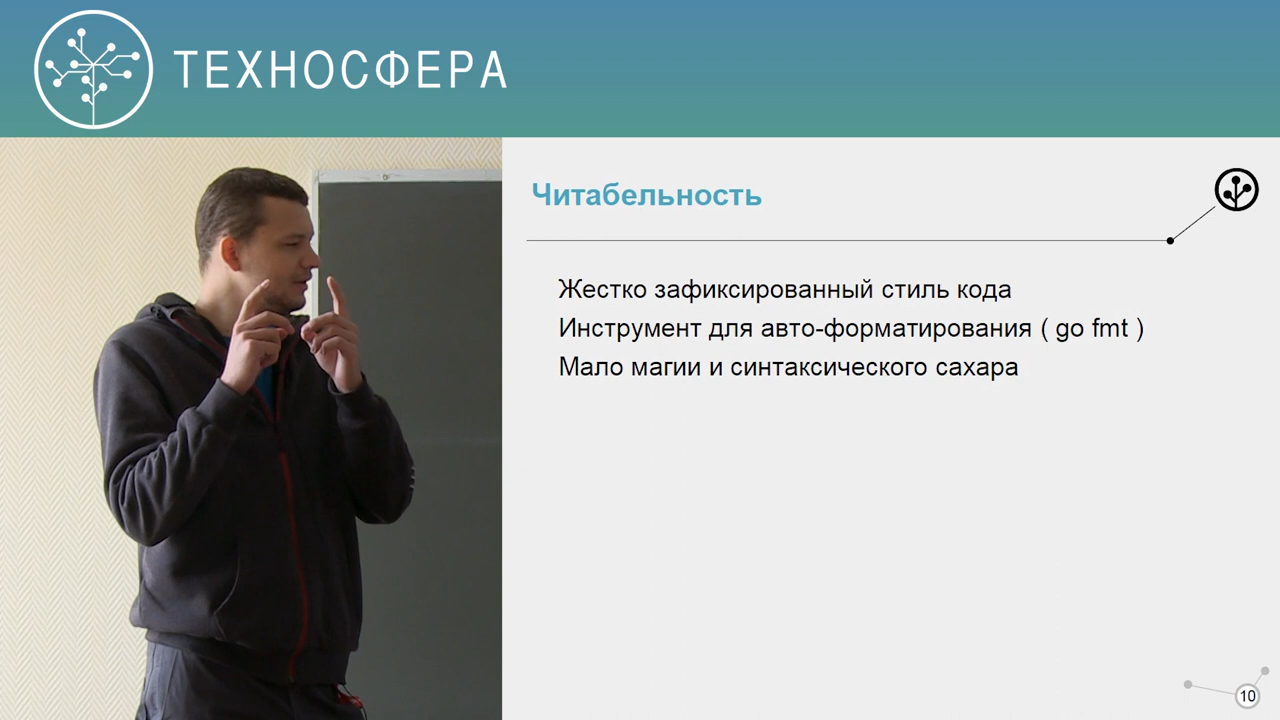 ТЕХНОСФЕРА
Читабельность
Жестко зафиксированный стиль кода
Инструмент для авто-форматирования ( go fmt )
Мало магии и синтаксического сахара
10